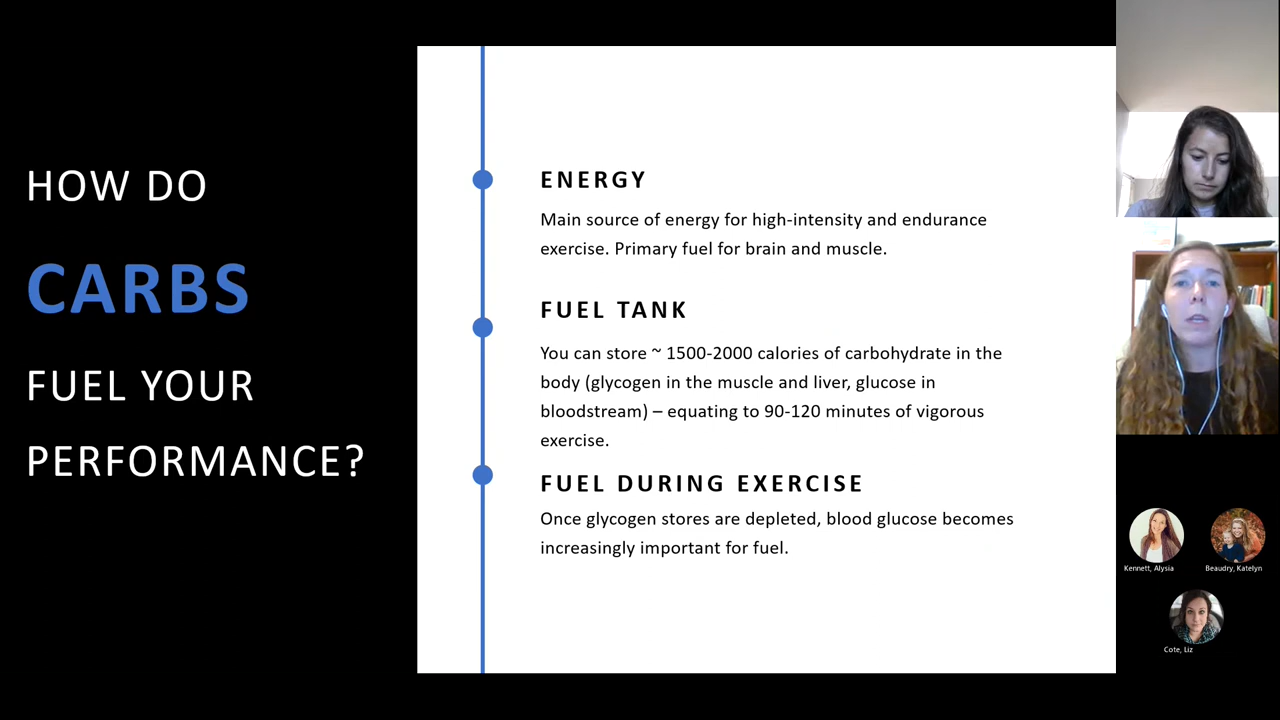 HOW DO
CARBS
FUEL YOUR
PERFORMANCE?
ENERGY
Main source of energy for high-intensity and endurance
exercise. Primary fuel for brain and muscle.
FUEL TANK
You can store ~ 1500-2000 calories of carbohydrate in the
body (glycogen in the muscle and liver, glucose in
bloodstream) – equating to 90-120 minutes of vigorous
exercise.
FUEL DURING EXERCISE
Once glycogen stores are depleted, blood glucose becomes
increasingly important for fuel.
Kennett, Alysia
Beaudry, Katelyn
Cote, Liz